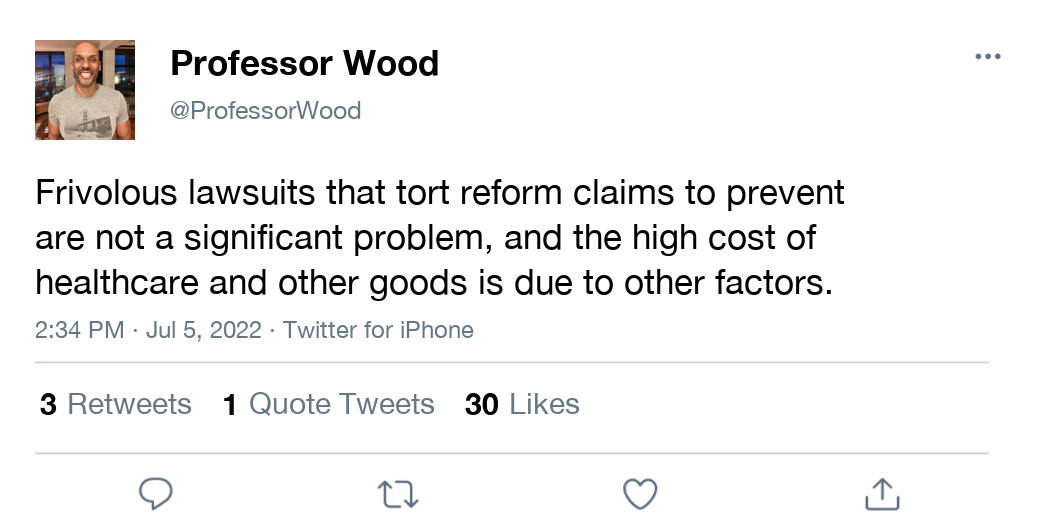 Professor Wood
@ProfessorWood
Frivolous lawsuits that tort reform claims to prevent
are not a significant problem, and the high cost of
healthcare and other goods is due to other factors.
2:34 PM · Jul 5, 2022 · Twitter for iPhone
3 Retweets 1 Quote Tweets 30 Likes